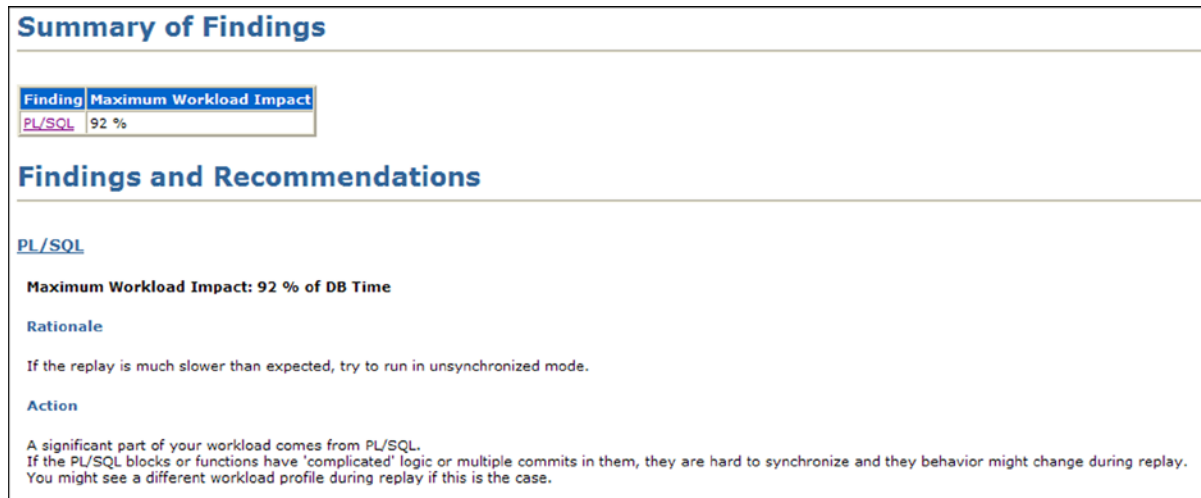 Summary of Findings
Finding Maximum Workload Impact
PL/SQL 92 %
Findings and Recommendations
PL/SQL
Maximum Workload Impact: 92 % of DB Time
Rationale
If the replay is much slower than expected, try to run in unsynchronized mode.
Action
A significant part of your workload comes from PL/SQL.
If the PL/SQL blocks or functions have 'complicated' logic or multiple commits in them, they are hard to synchronize and they behavior might change during replay.
You might see a different workload profile during replay if this is the case.